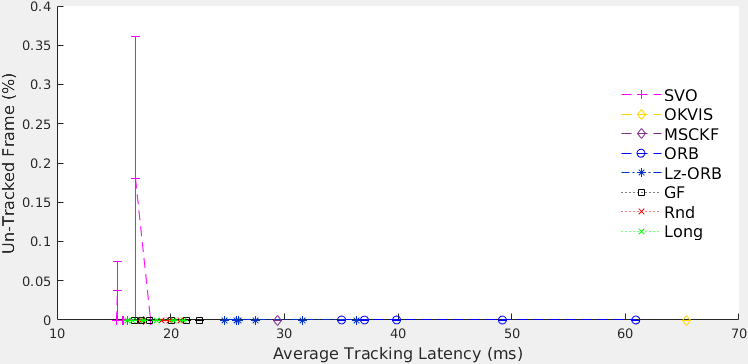 0.4
0.35
0.3
0.25
0.2
0.15
0.1
0.05
0
Un-Tracked Frame (%)
SVO
OKVIS
MSCKF
ORB
Lz-ORB
GF
Rnd
Long
10 20 30 40 50 60 70
Average Tracking Latency (ms)